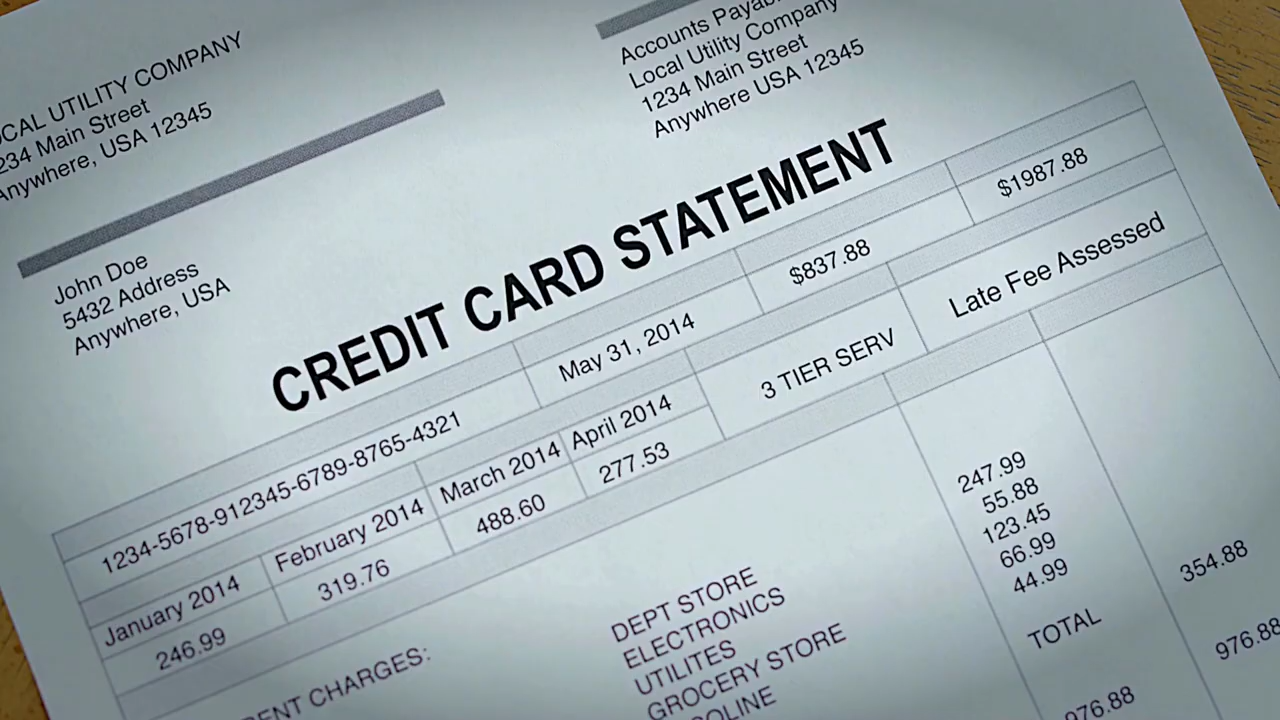 LOCAL UTILITY COMPANY
1234 Main Street
Anywhere, USA 12345
Accounts
Local Utility Company
1234 Main Street
Anywhere USA 12345
John Doe
5432 Address
Anywhere, USA
CREDIT CARD STATEMENT
1234-5678-912345-6789-8765-4321 May 31, 2014 $837.88 $1987.88
January 2014 February 2014 March 2014 April 2014 3 TIER SERV Late Fee Assessed
246.99 319.76 488.60 277.53
CHARGES:
DEPT STORE 247.99
ELECTRONICS 55.88
UTILITES 123.45
GROCERY STORE 66.99
44.99
354.88
TOTAL
976.88
976.88